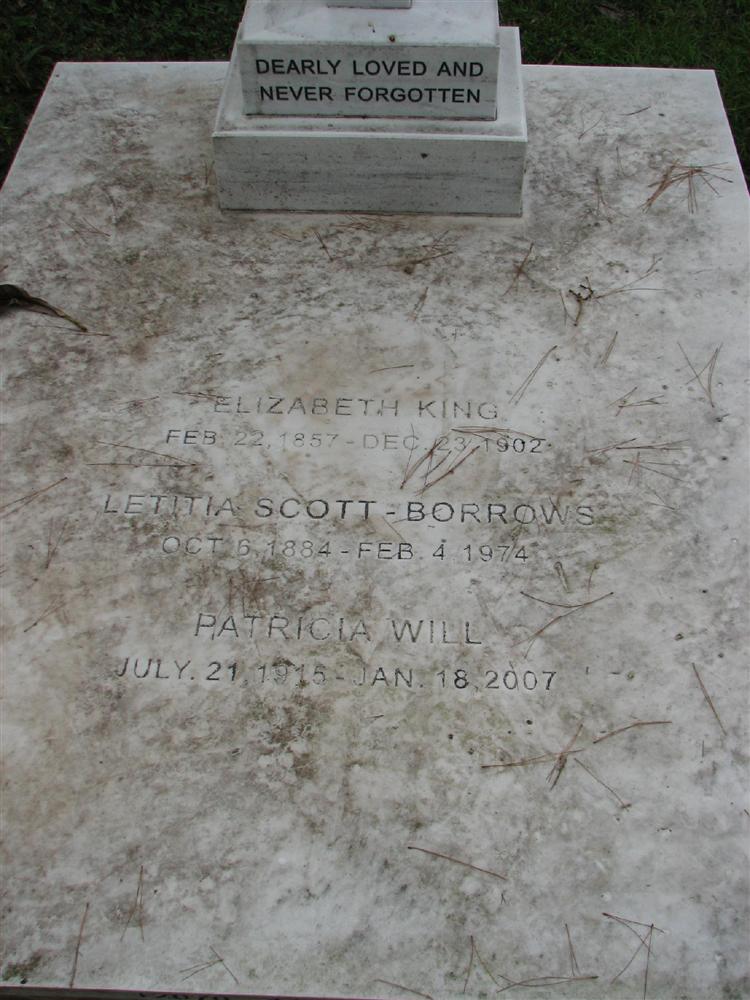 DEARLY LOVED AND
NEVER FORGOTTEN
ELIZABETH KING
FEB. 22, 1857 - DEC. 23, 1902
LETITIA SCOTT - BORROWS
OCT 6, 1884 - FEB. 4, 1974
PATRICIA WILL
JULY. 21, 1915 - JAN. 18, 2007